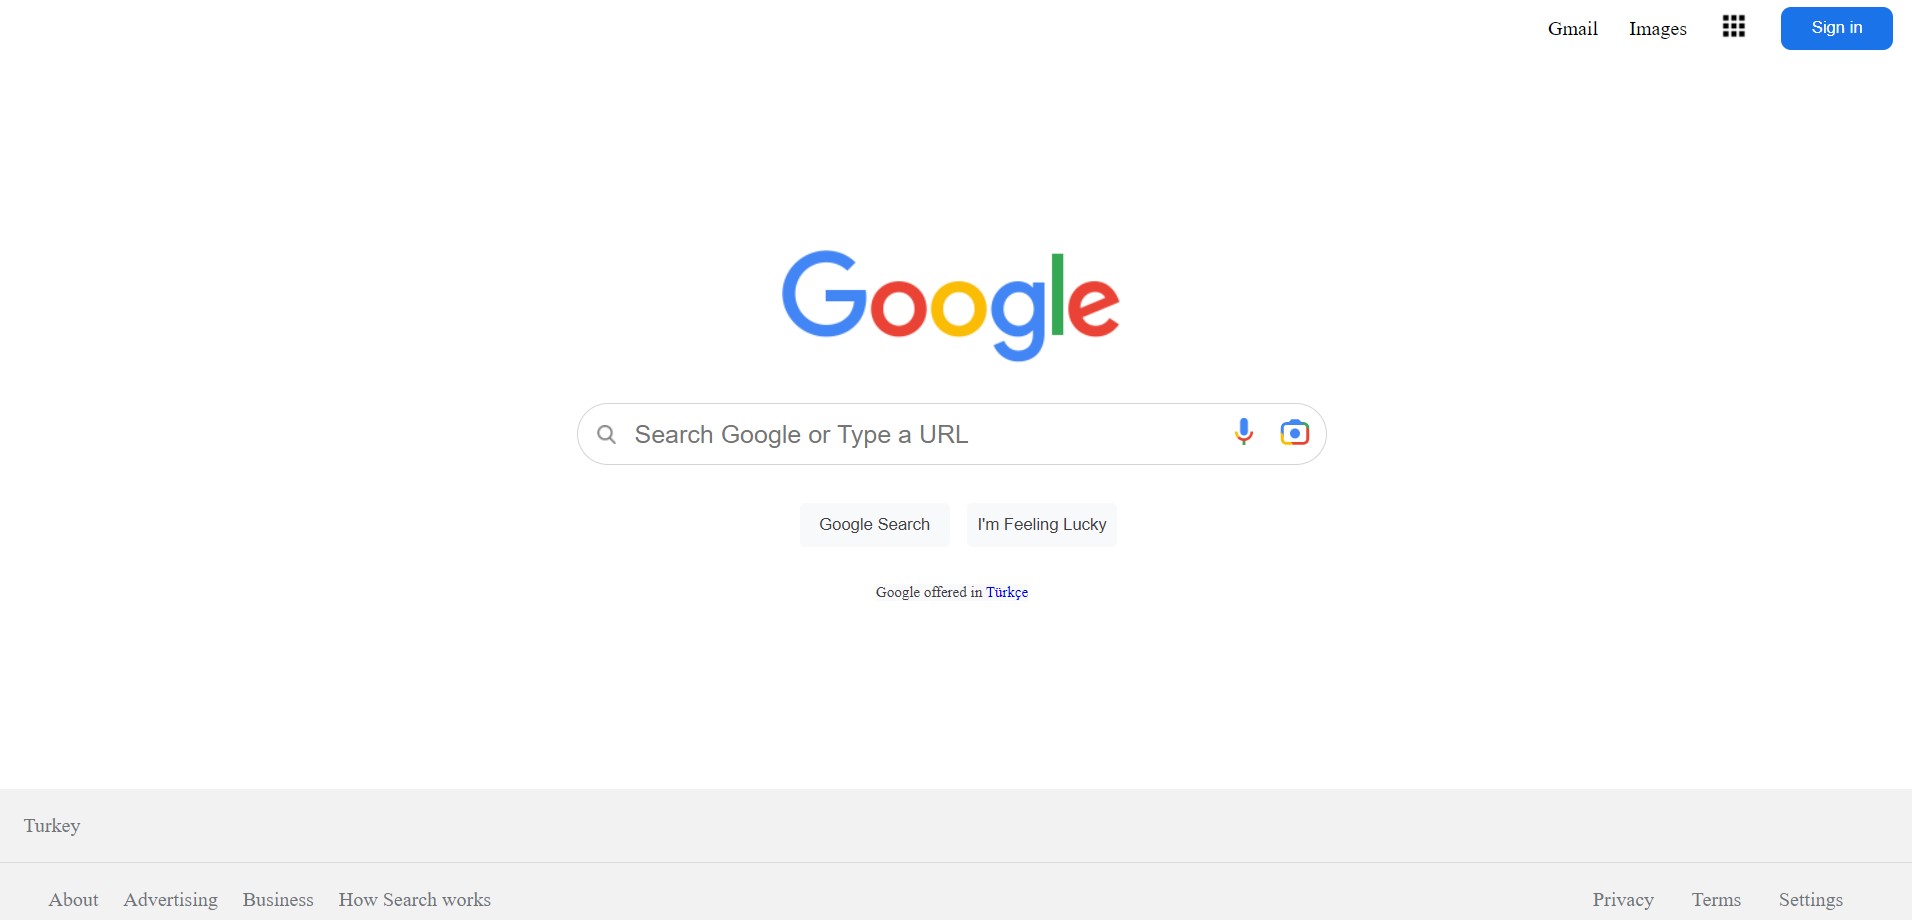 Gmail Images Sign in
Google
Search Google or Type a URL
Google Search I'm Feeling Lucky
Google offered in Türkçe
Turkey
About Advertising Business How Search works Privacy Terms Settings